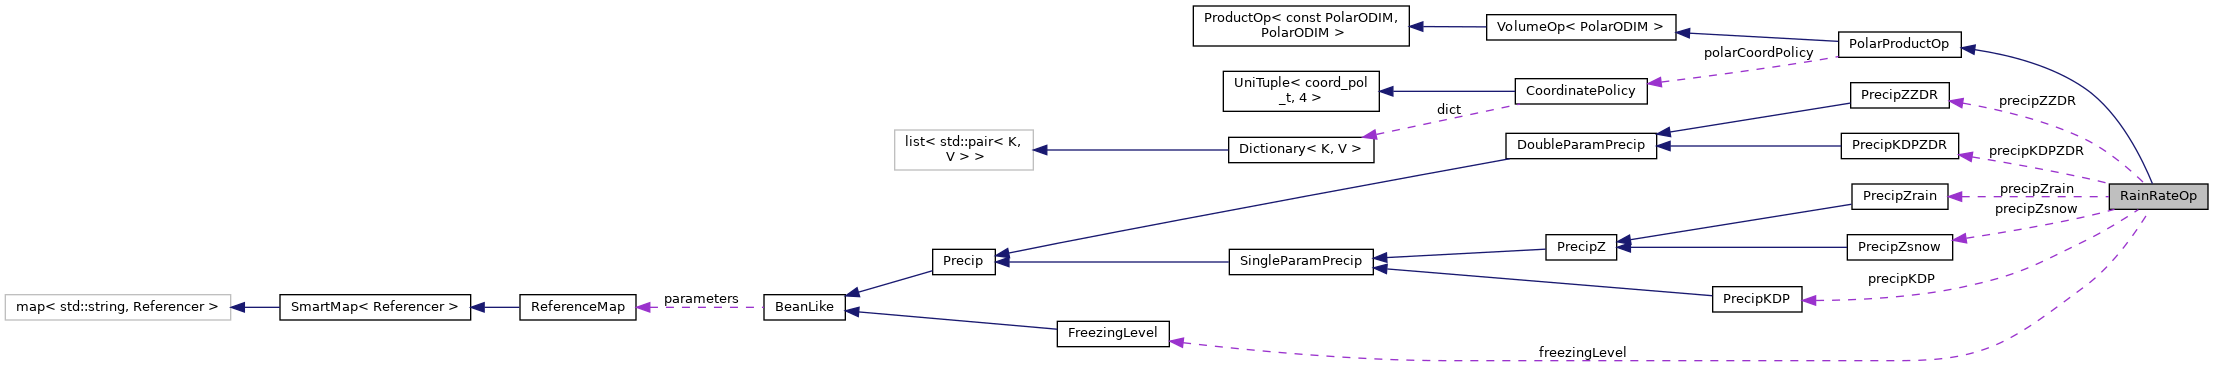 ProductOp< const PolarODIM,
PolarODIM >
VolumeOp< PolarODIM >
PolarProductOp
polarCoordPolicy
UniTuple< coord_pol
_t, 4 >
CoordinatePolicy
PrecipZZDR
precipZZDR
dict
list< std::pair< K,
V > >
Dictionary< K, V >
DoubleParamPrecip
PrecipKDPZDR
precipKDPZDR
PrecipZrain
precipZrain
RainRateOp
precipZsnow
Precip
SingleParamPrecip
PrecipZ
PrecipZsnow
precipKDP
map< std::string, Referencer >
SmartMap< Referencer >
ReferenceMap
parameters
BeanLike
PrecipKDP
FreezingLevel
freezingLevel